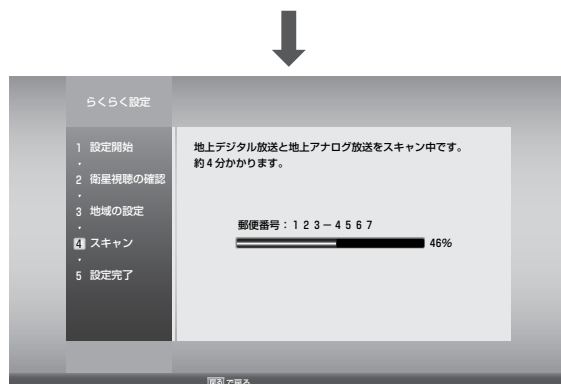 らくらく設定
1 設定開始
・
2 衛星視聴の確認
・
3 地域の設定
・
4 スキャン
・
5 設定完了
地上デジタル放送と地上アナログ放送をスキャン中です。
約4分かかります。
郵便番号：１２３－４５６７
46%
戻る で戻る